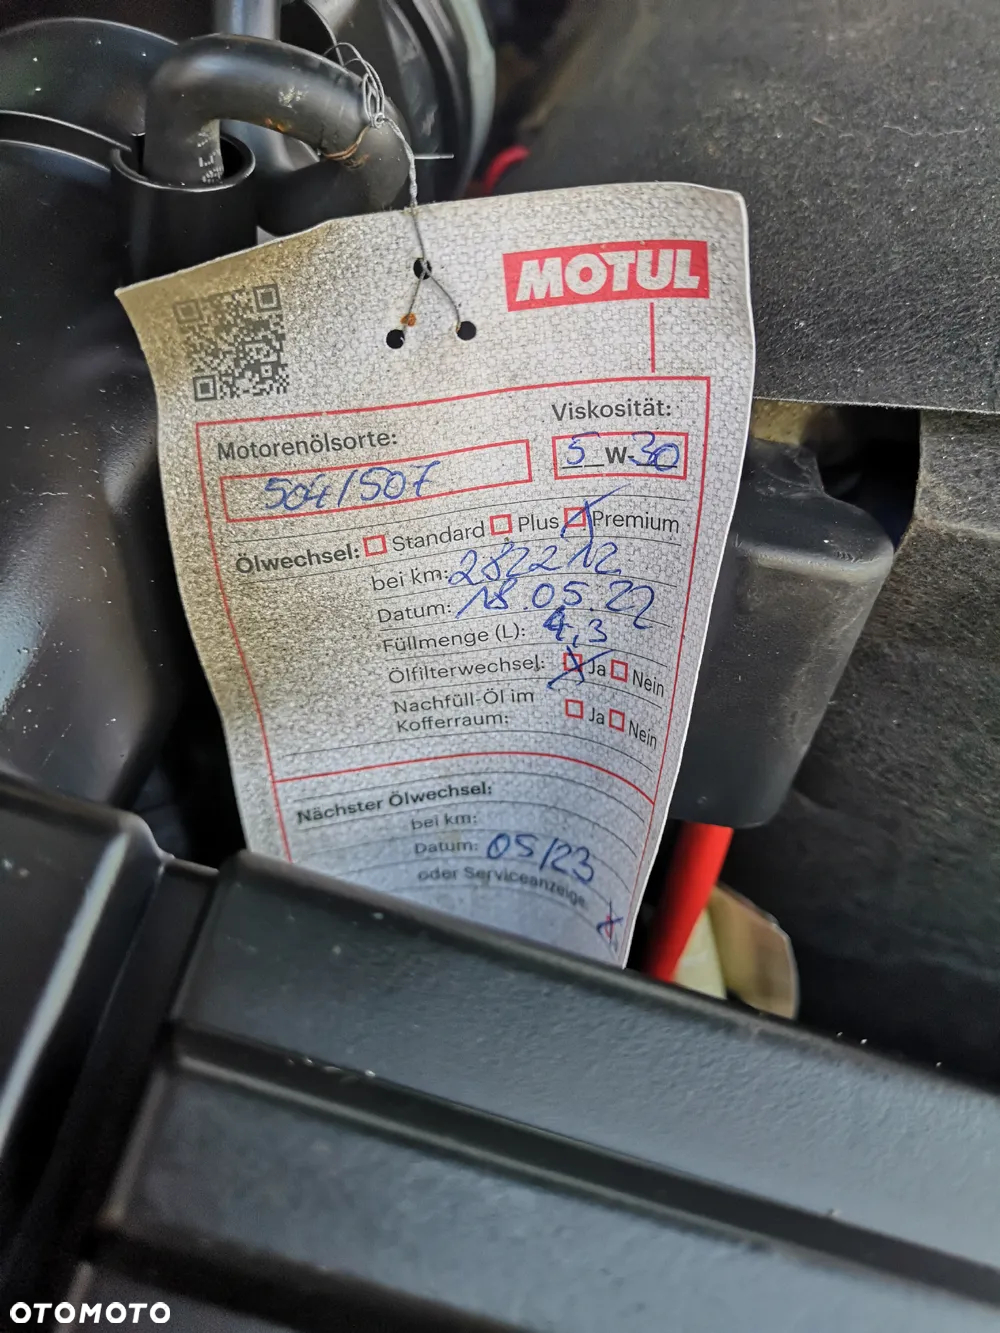 MOTUL
Motorenölsorte:
Viskosität:
504/507
5 W-30
Ölwechsel: Standard Plus Premium
bei km: 282212
Datum: 18.05.22
Füllmenge (L): 4,3
Ölfilterwechsel: Ja Nein
Nachfüll-Öl im
Kofferraum: Ja Nein
Nächster Ölwechsel:
bei km:
Datum: 05/23
oder Serviceanzeige
OTOMOTO